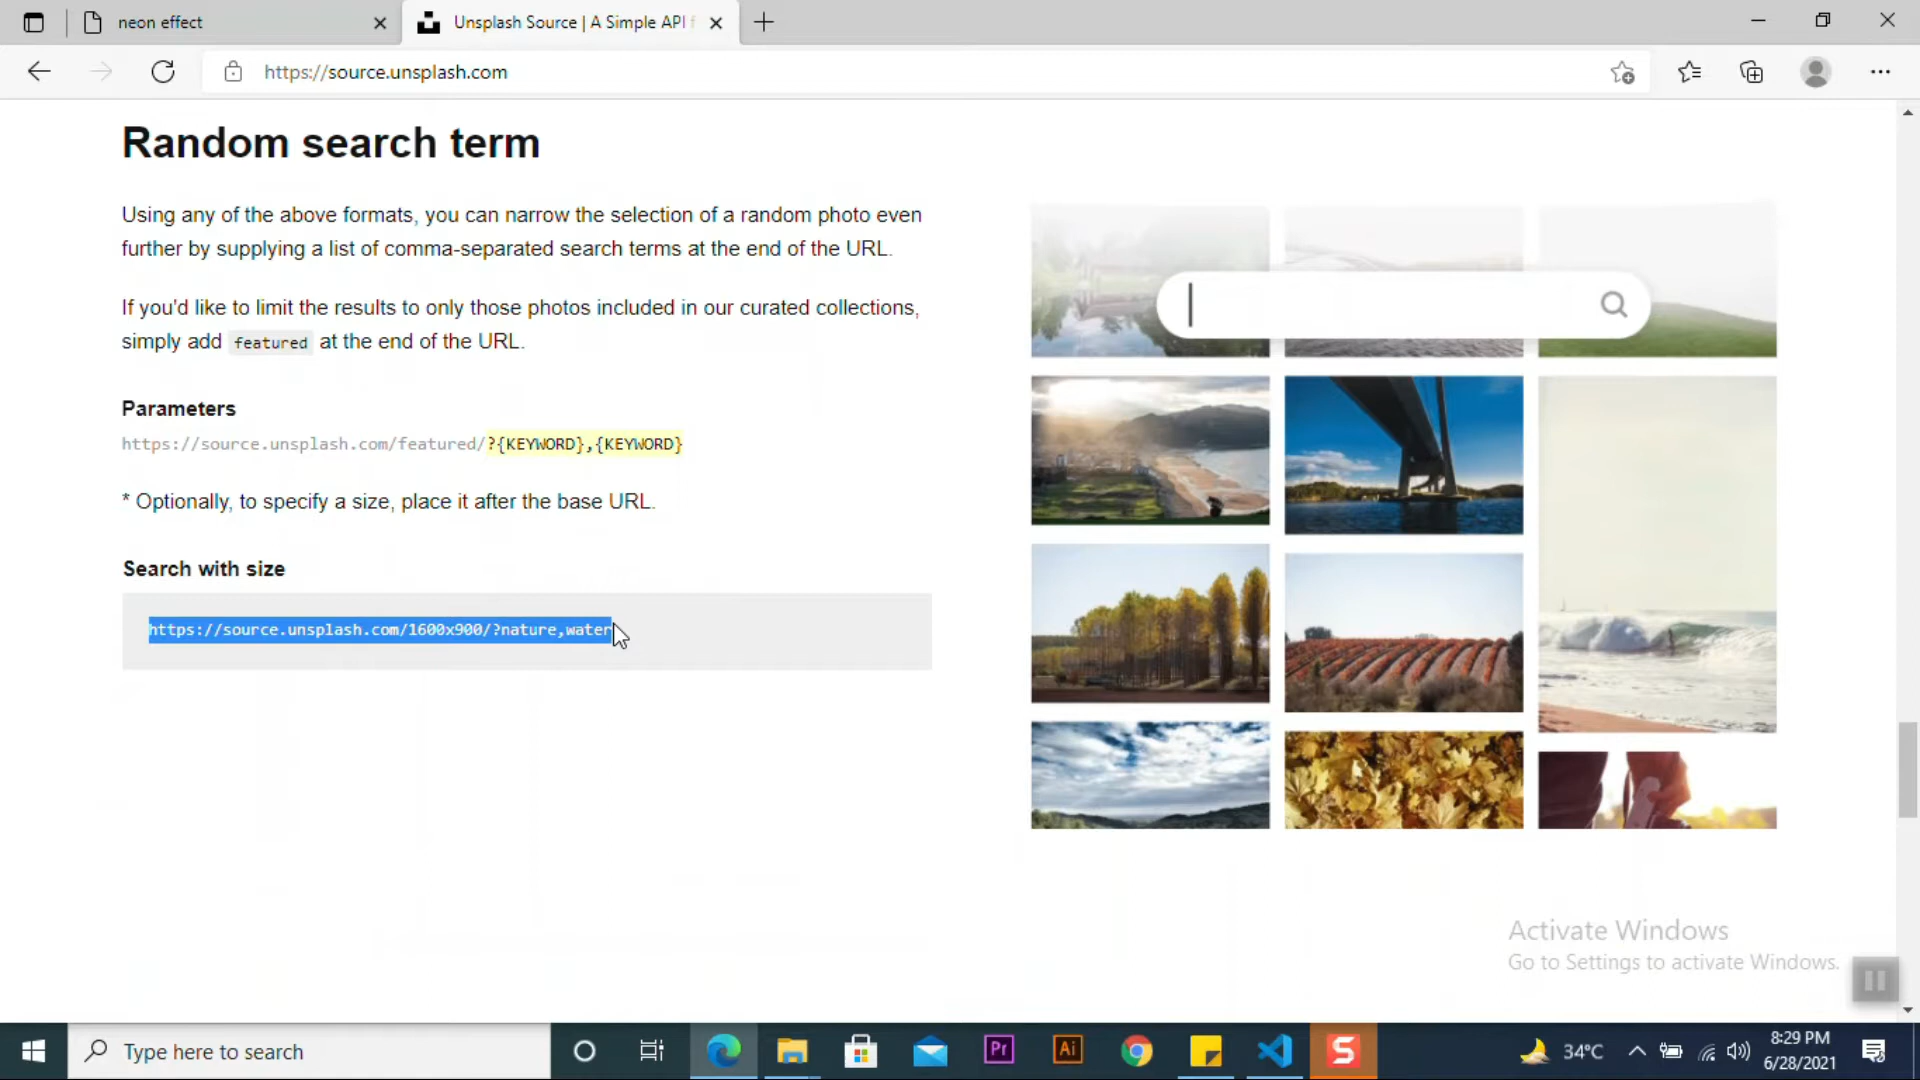 neon effect
Unsplash Source | A Simple API f
https://source.unsplash.com
Random search term
Using any of the above formats, you can narrow the selection of a random photo even
further by supplying a list of comma-separated search terms at the end of the URL.
If you'd like to limit the results to only those photos included in our curated collections,
simply add featured at the end of the URL.
Parameters
https://source.unsplash.com/featured/?{KEYWORD},{KEYWORD}
* Optionally, to specify a size, place it after the base URL.
Search with size
https://source.unsplash.com/1600x900/?nature,water
Activate Windows
Go to Settings to activate Windows.
Type here to search
Pr
Ai
S
34°C
8:29 PM
6/28/2021